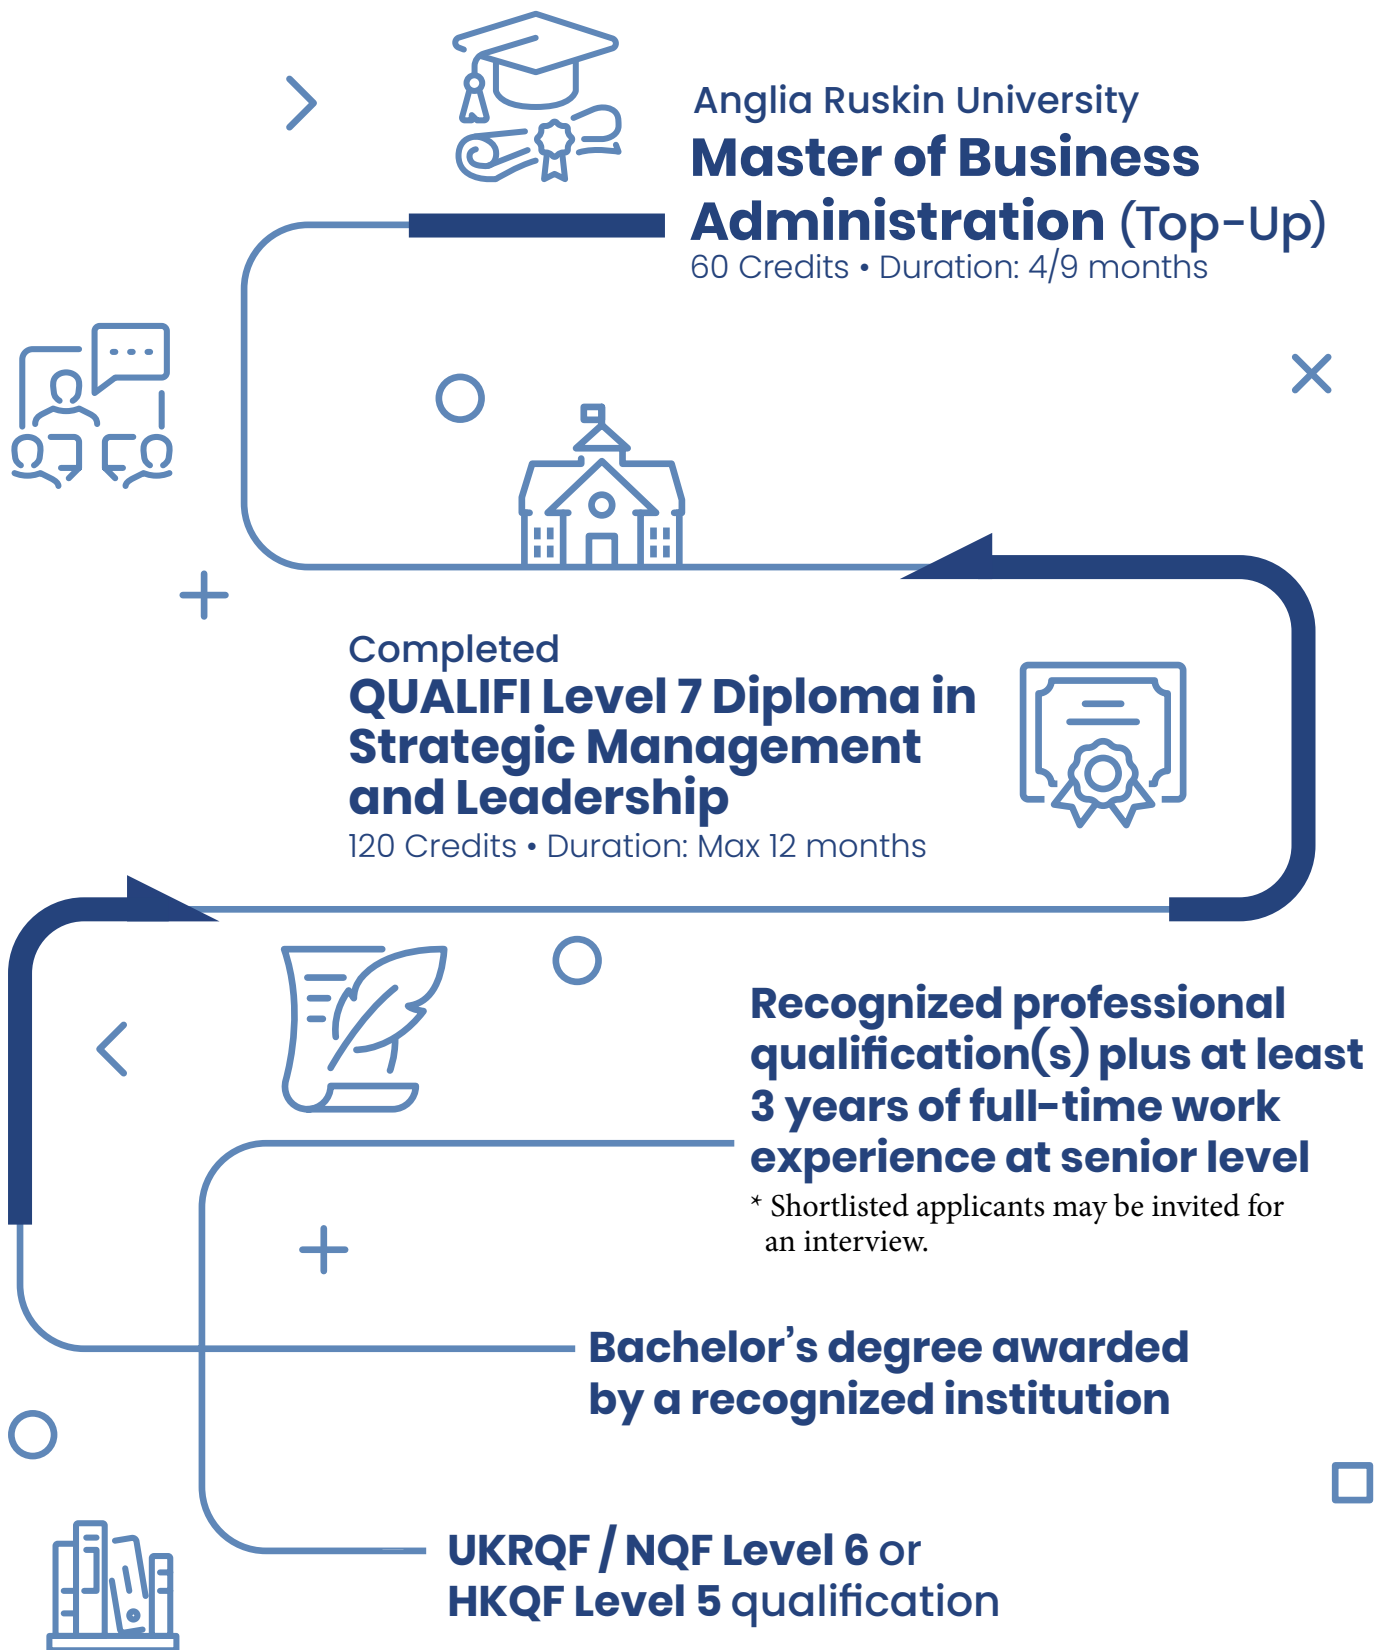 Anglia Ruskin University
Master of Business
Administration (Top-Up)
60 Credits • Duration: 4/9 months
Completed
QUALIFI Level 7 Diploma in
Strategic Management
and Leadership
120 Credits • Duration: Max 12 months
Recognized professional
qualification(s) plus at least
3 years of full-time work
experience at senior level
* Shortlisted applicants may be invited for
an interview.
Bachelor’s degree awarded
by a recognized institution
UKRQF / NQF Level 6 or
HKQF Level 5 qualification